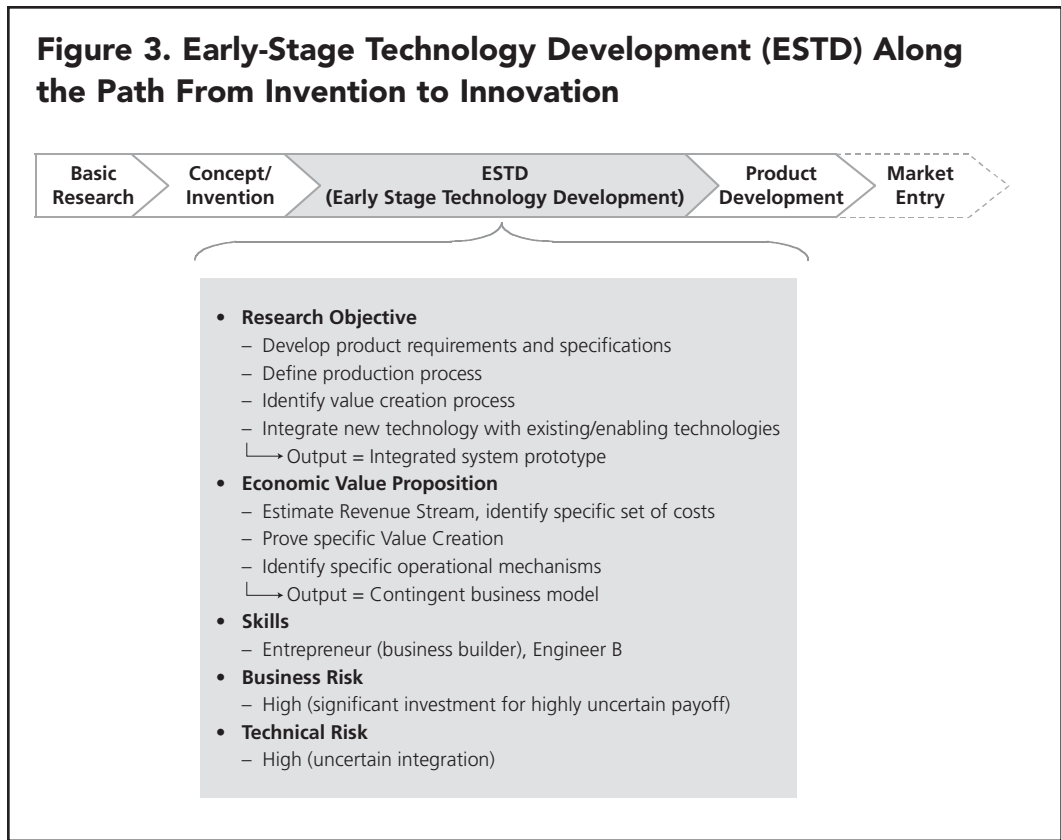 Figure 3. Early-Stage Technology Development (ESTD) Along
the Path From Invention to Innovation
Basic
Research
Concept/
Invention
ESTD
(Early Stage Technology Development)
Product
Development
Market
Entry
• Research Objective
– Develop product requirements and specifications
– Define production process
– Identify value creation process
– Integrate new technology with existing/enabling technologies
Output = Integrated system prototype
• Economic Value Proposition
– Estimate Revenue Stream, identify specific set of costs
– Prove specific Value Creation
– Identify specific operational mechanisms
Output = Contingent business model
• Skills
– Entrepreneur (business builder), Engineer B
• Business Risk
– High (significant investment for highly uncertain payoff)
• Technical Risk
– High (uncertain integration)